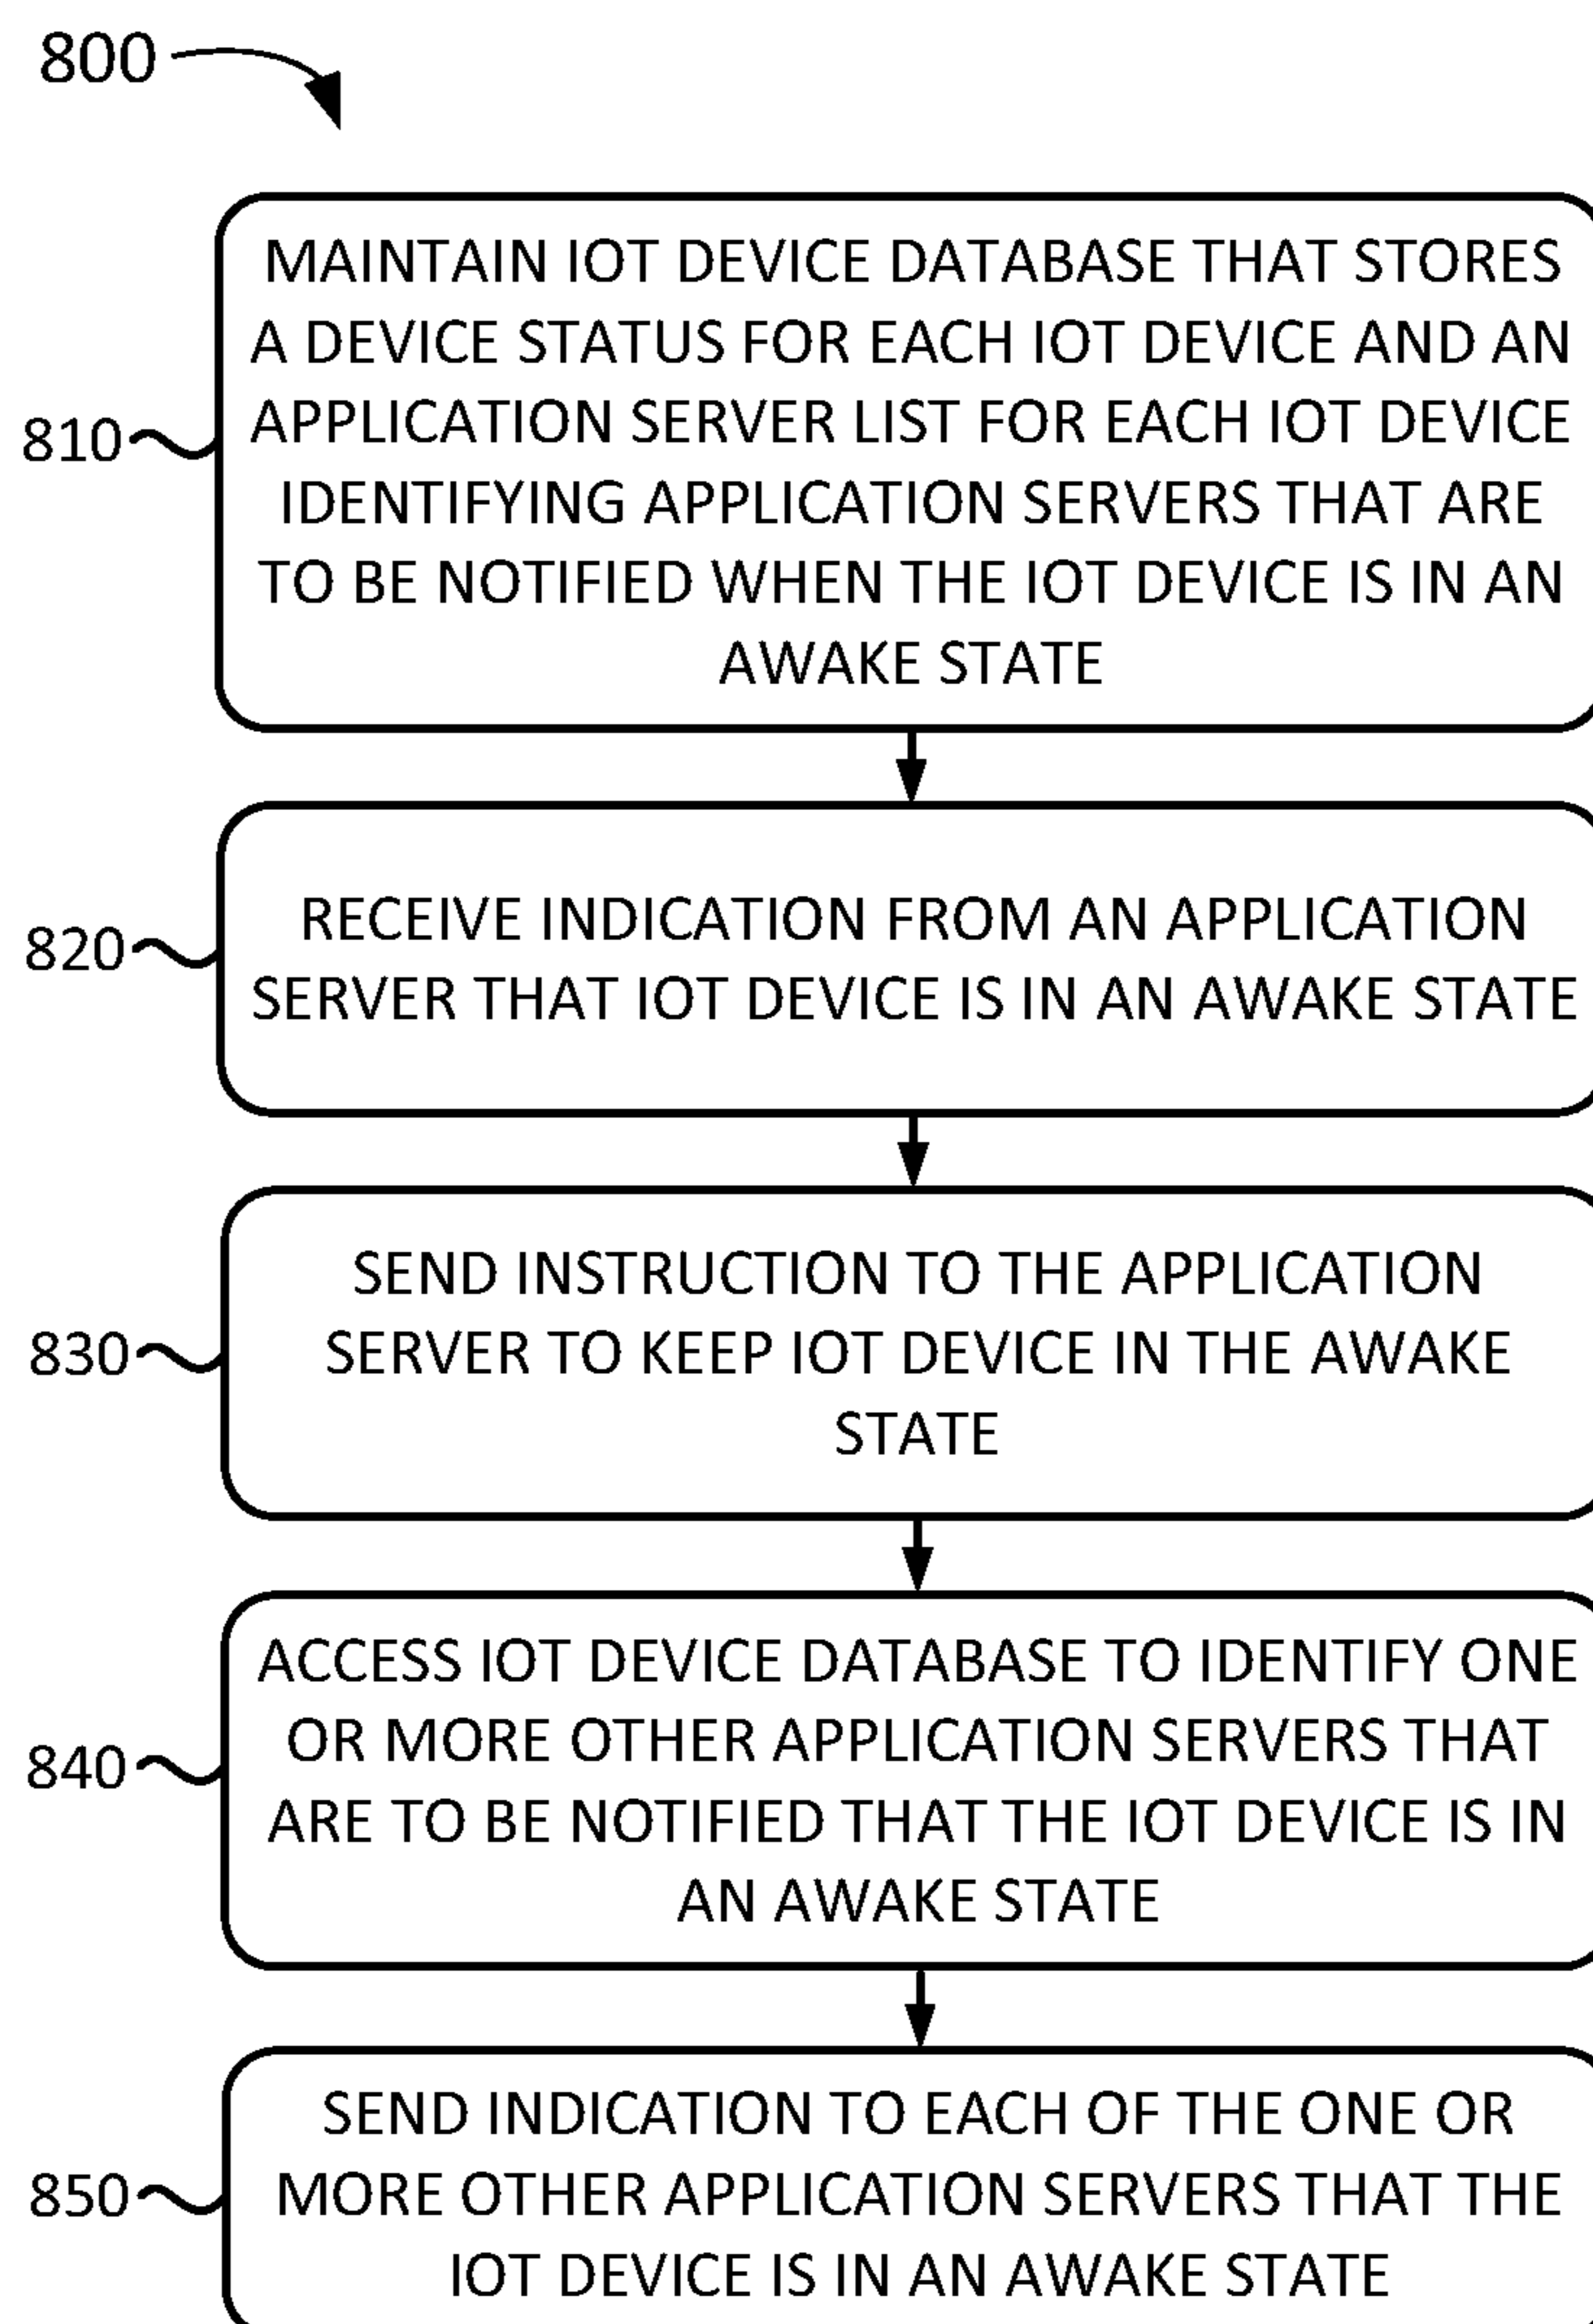 800
MAINTAIN IOT DEVICE DATABASE THAT STORES
A DEVICE STATUS FOR EACH IOT DEVICE AND AN
APPLICATION SERVER LIST FOR EACH IOT DEVICE
IDENTIFYING APPLICATION SERVERS THAT ARE
TO BE NOTIFIED WHEN THE IOT DEVICE IS IN AN
AWAKE STATE
810
RECEIVE INDICATION FROM AN APPLICATION
SERVER THAT IOT DEVICE IS IN AN AWAKE STATE
820
SEND INSTRUCTION TO THE APPLICATION
SERVER TO KEEP IOT DEVICE IN THE AWAKE
STATE
830
ACCESS IOT DEVICE DATABASE TO IDENTIFY ONE
OR MORE OTHER APPLICATION SERVERS THAT
ARE TO BE NOTIFIED THAT THE IOT DEVICE IS IN
AN AWAKE STATE
840
SEND INDICATION TO EACH OF THE ONE OR
MORE OTHER APPLICATION SERVERS THAT THE
IOT DEVICE IS IN AN AWAKE STATE
850